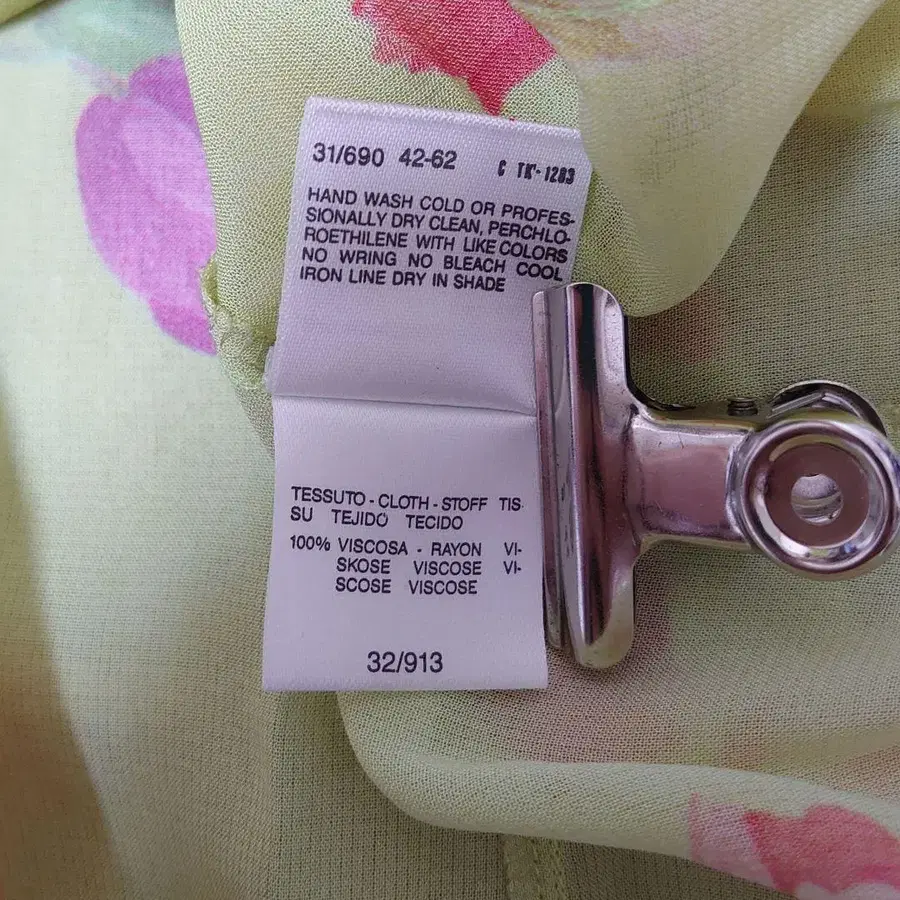 31/690 42-62 C TK-1283
HAND WASH COLD OR PROFES-
SIONALLY DRY CLEAN, PERCHLO-
ROETHILENE WITH LIKE COLORS
NO WRING NO BLEACH COOL
IRON LINE DRY IN SHADE
TESSUTO - CLOTH - STOFF TIS-
SU TEJIDO TECIDO
100% VISCOSA - RAYON VI-
SKOSE VISCOSE VI-
SCOSE VISCOSE
32/913